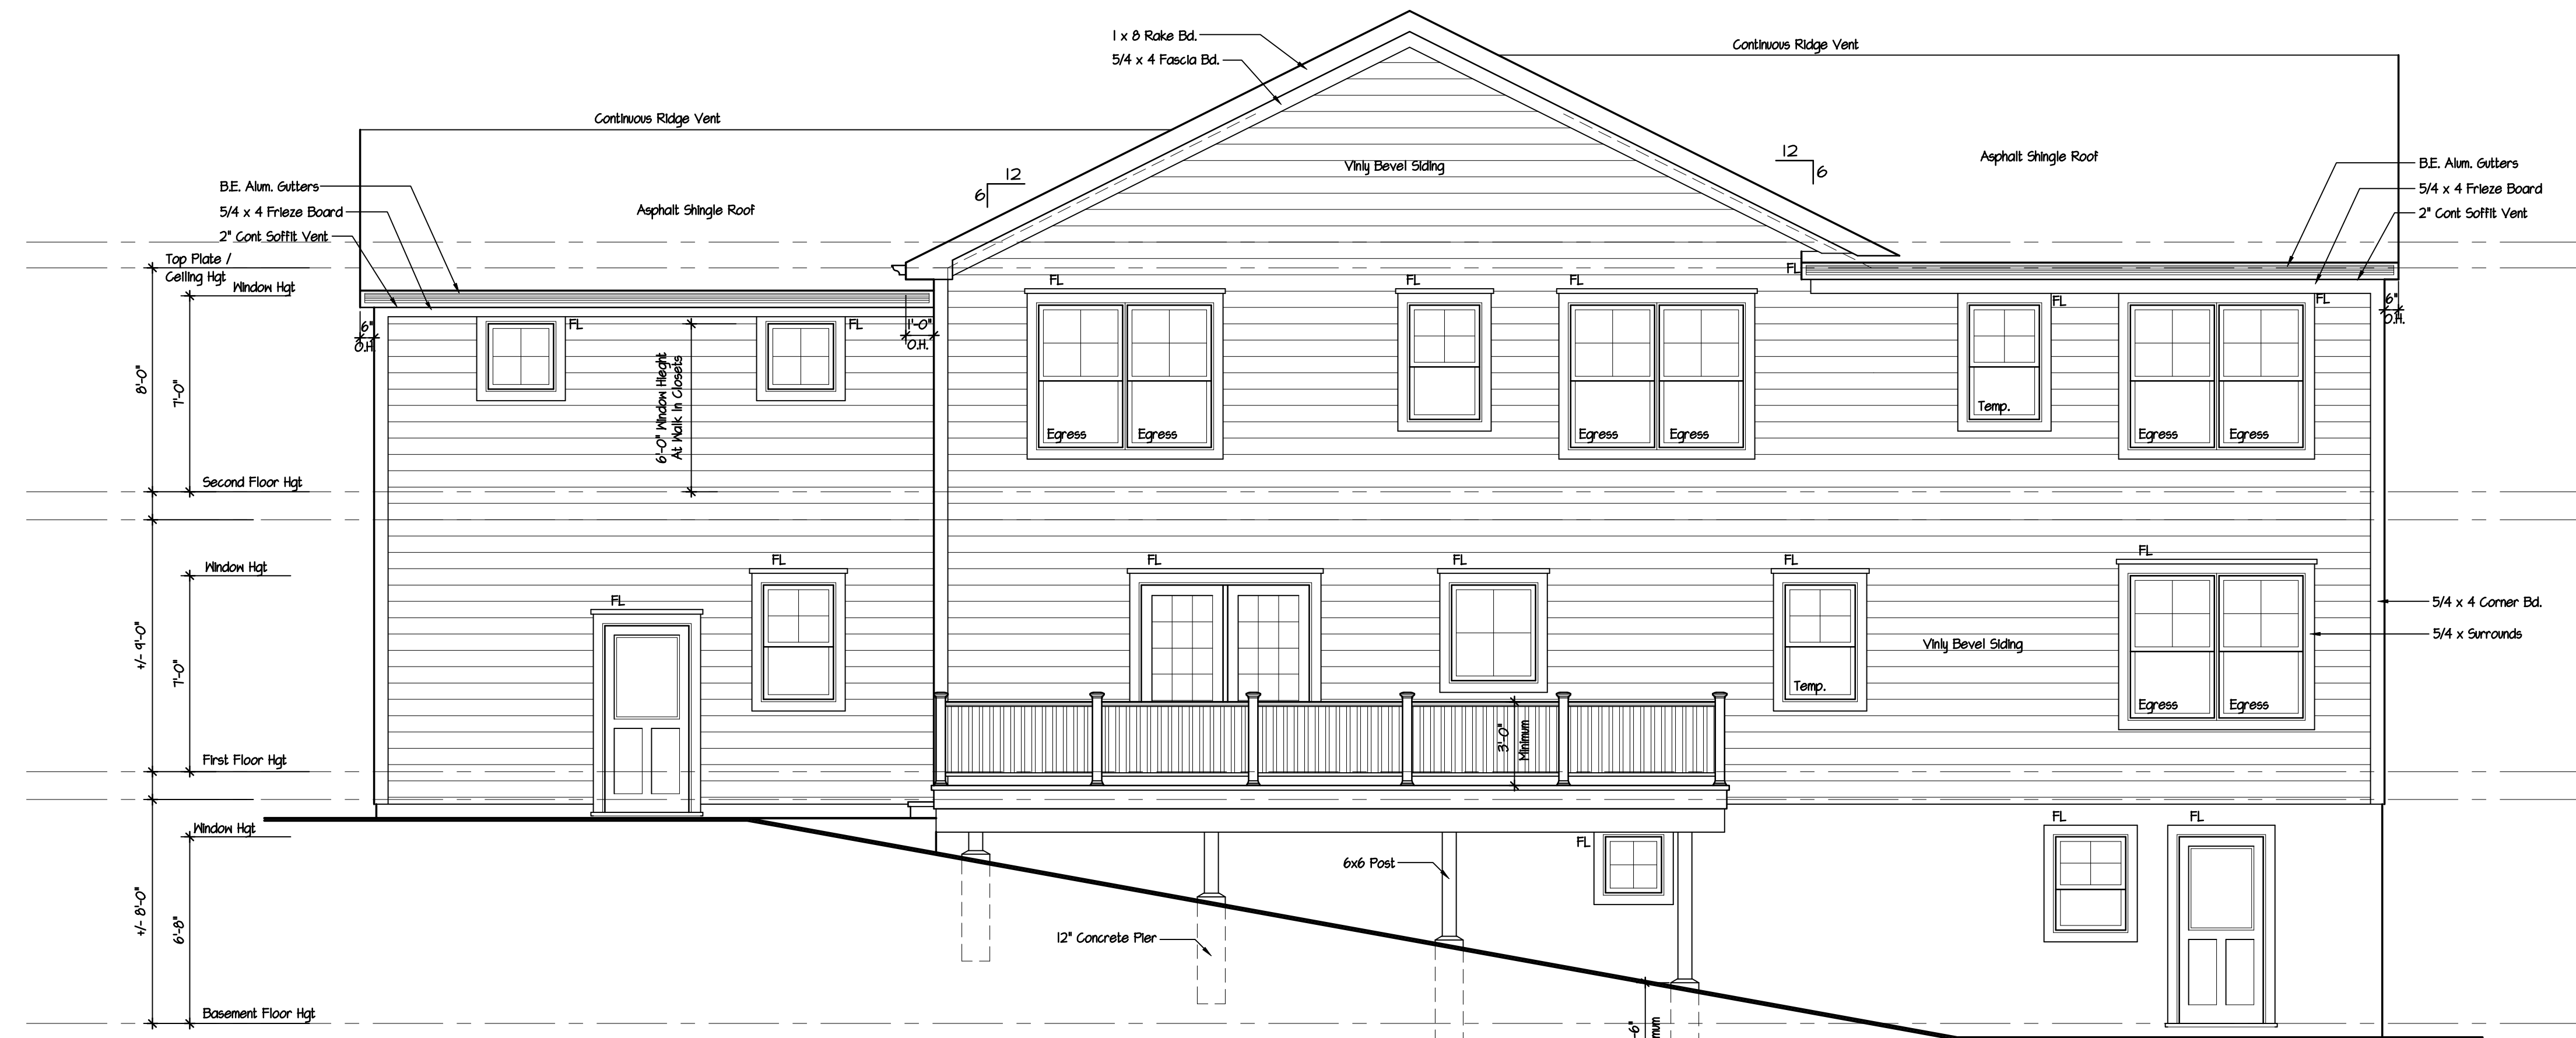 1 x 8 Rake Bd.
5/4 x 4 Fascia Bd.
Continuous Ridge Vent
Continuous Ridge Vent
Vinly Bevel Siding
12
6
12
6
Asphalt Shingle Roof
Asphalt Shingle Roof
B.E. Alum. Gutters
5/4 x 4 Frieze Board
2" Cont Soffit Vent
B.E. Alum. Gutters
5/4 x 4 Frieze Board
2" Cont Soffit Vent
Top Plate /
Ceiling Hgt
Window Hgt
6"
O.H.
FL
FL
1'-0"
O.H.
FL
FL
FL
FL
FL
FL
6"
O.H.
8'-0"
7'-0"
6'-0" Window Hieght
At Walk In Closets
Egress
Egress
Egress
Egress
Temp.
Egress
Egress
Second Floor Hgt
Window Hgt
FL
FL
FL
FL
FL
FL
+/- 9'-0"
7'-0"
5/4 x 4 Corner Bd.
5/4 x Surrounds
Vinly Bevel Siding
Temp.
Egress
Egress
3'-0"
Minimum
First Floor Hgt
Window Hgt
FL
FL
FL
6x6 Post
12" Concrete Pier
+/- 8'-0"
6'-8"
Basement Floor Hgt
-6"
mum